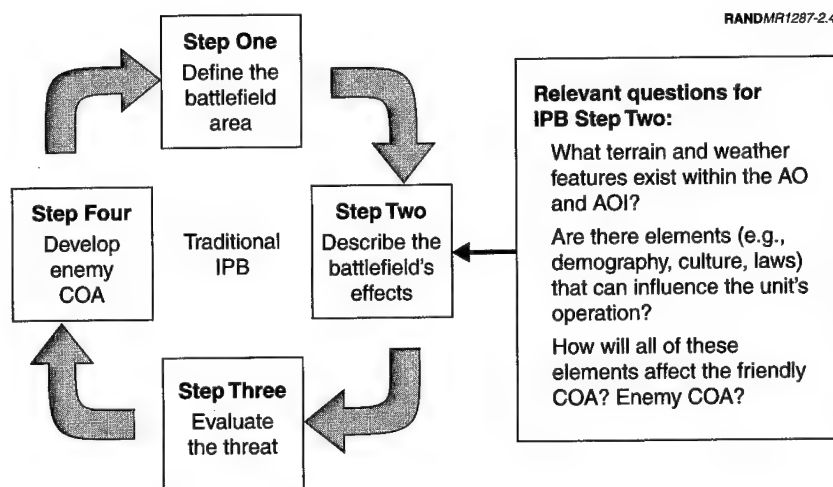 RANDMR1287-2.4
Step One
Define the
battlefield
area
Relevant questions for
IPB Step Two:
What terrain and weather
features exist within the AO
and AOI?
Are there elements (e.g.,
demography, culture, laws)
that can influence the unit's
operation?
How will all of these
elements affect the friendly
COA? Enemy COA?
Step Two
Describe the
battlefield's
effects
Step Three
Evaluate
the threat
Step Four
Develop
enemy
COA
Traditional
IPB